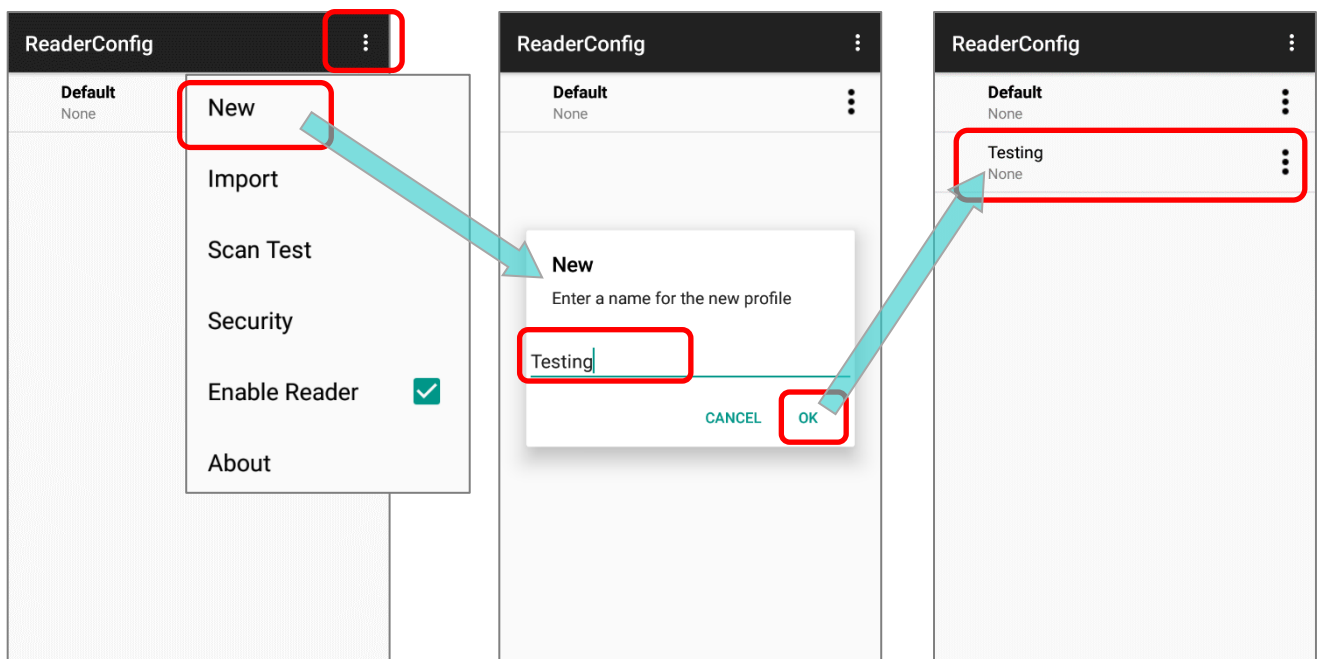 ReaderConfig
Default
None
New
Import
Scan Test
Security
Enable Reader
About
ReaderConfig
Default
None
New
Enter a name for the new profile
Testing
CANCEL OK
ReaderConfig
Default
None
Testing
None